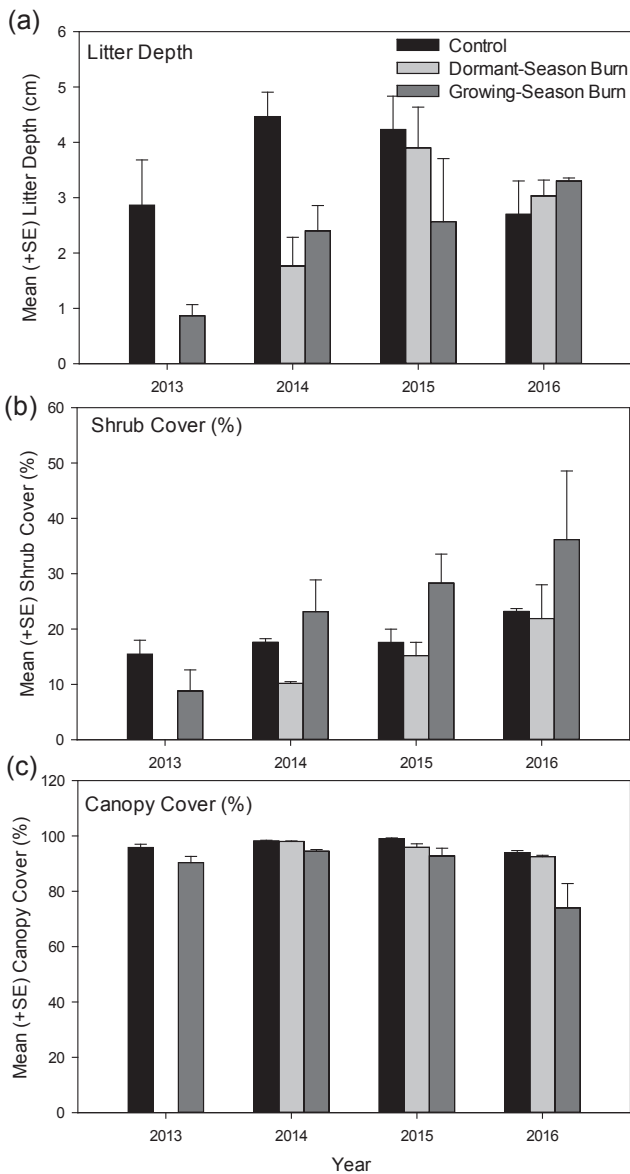 (a)
Litter Depth
Control
Dormant-Season Burn
Growing-Season Burn
Mean (+SE) Litter Depth (cm)
6
5
4
3
2
1
0
2013 2014 2015 2016
(b)
Shrub Cover (%)
Mean (+SE) Shrub Cover (%)
60
50
40
30
20
10
0
2013 2014 2015 2016
(c)
Canopy Cover (%)
Mean (+SE) Canopy Cover (%)
120
100
80
60
40
20
0
2013 2014 2015 2016
Year